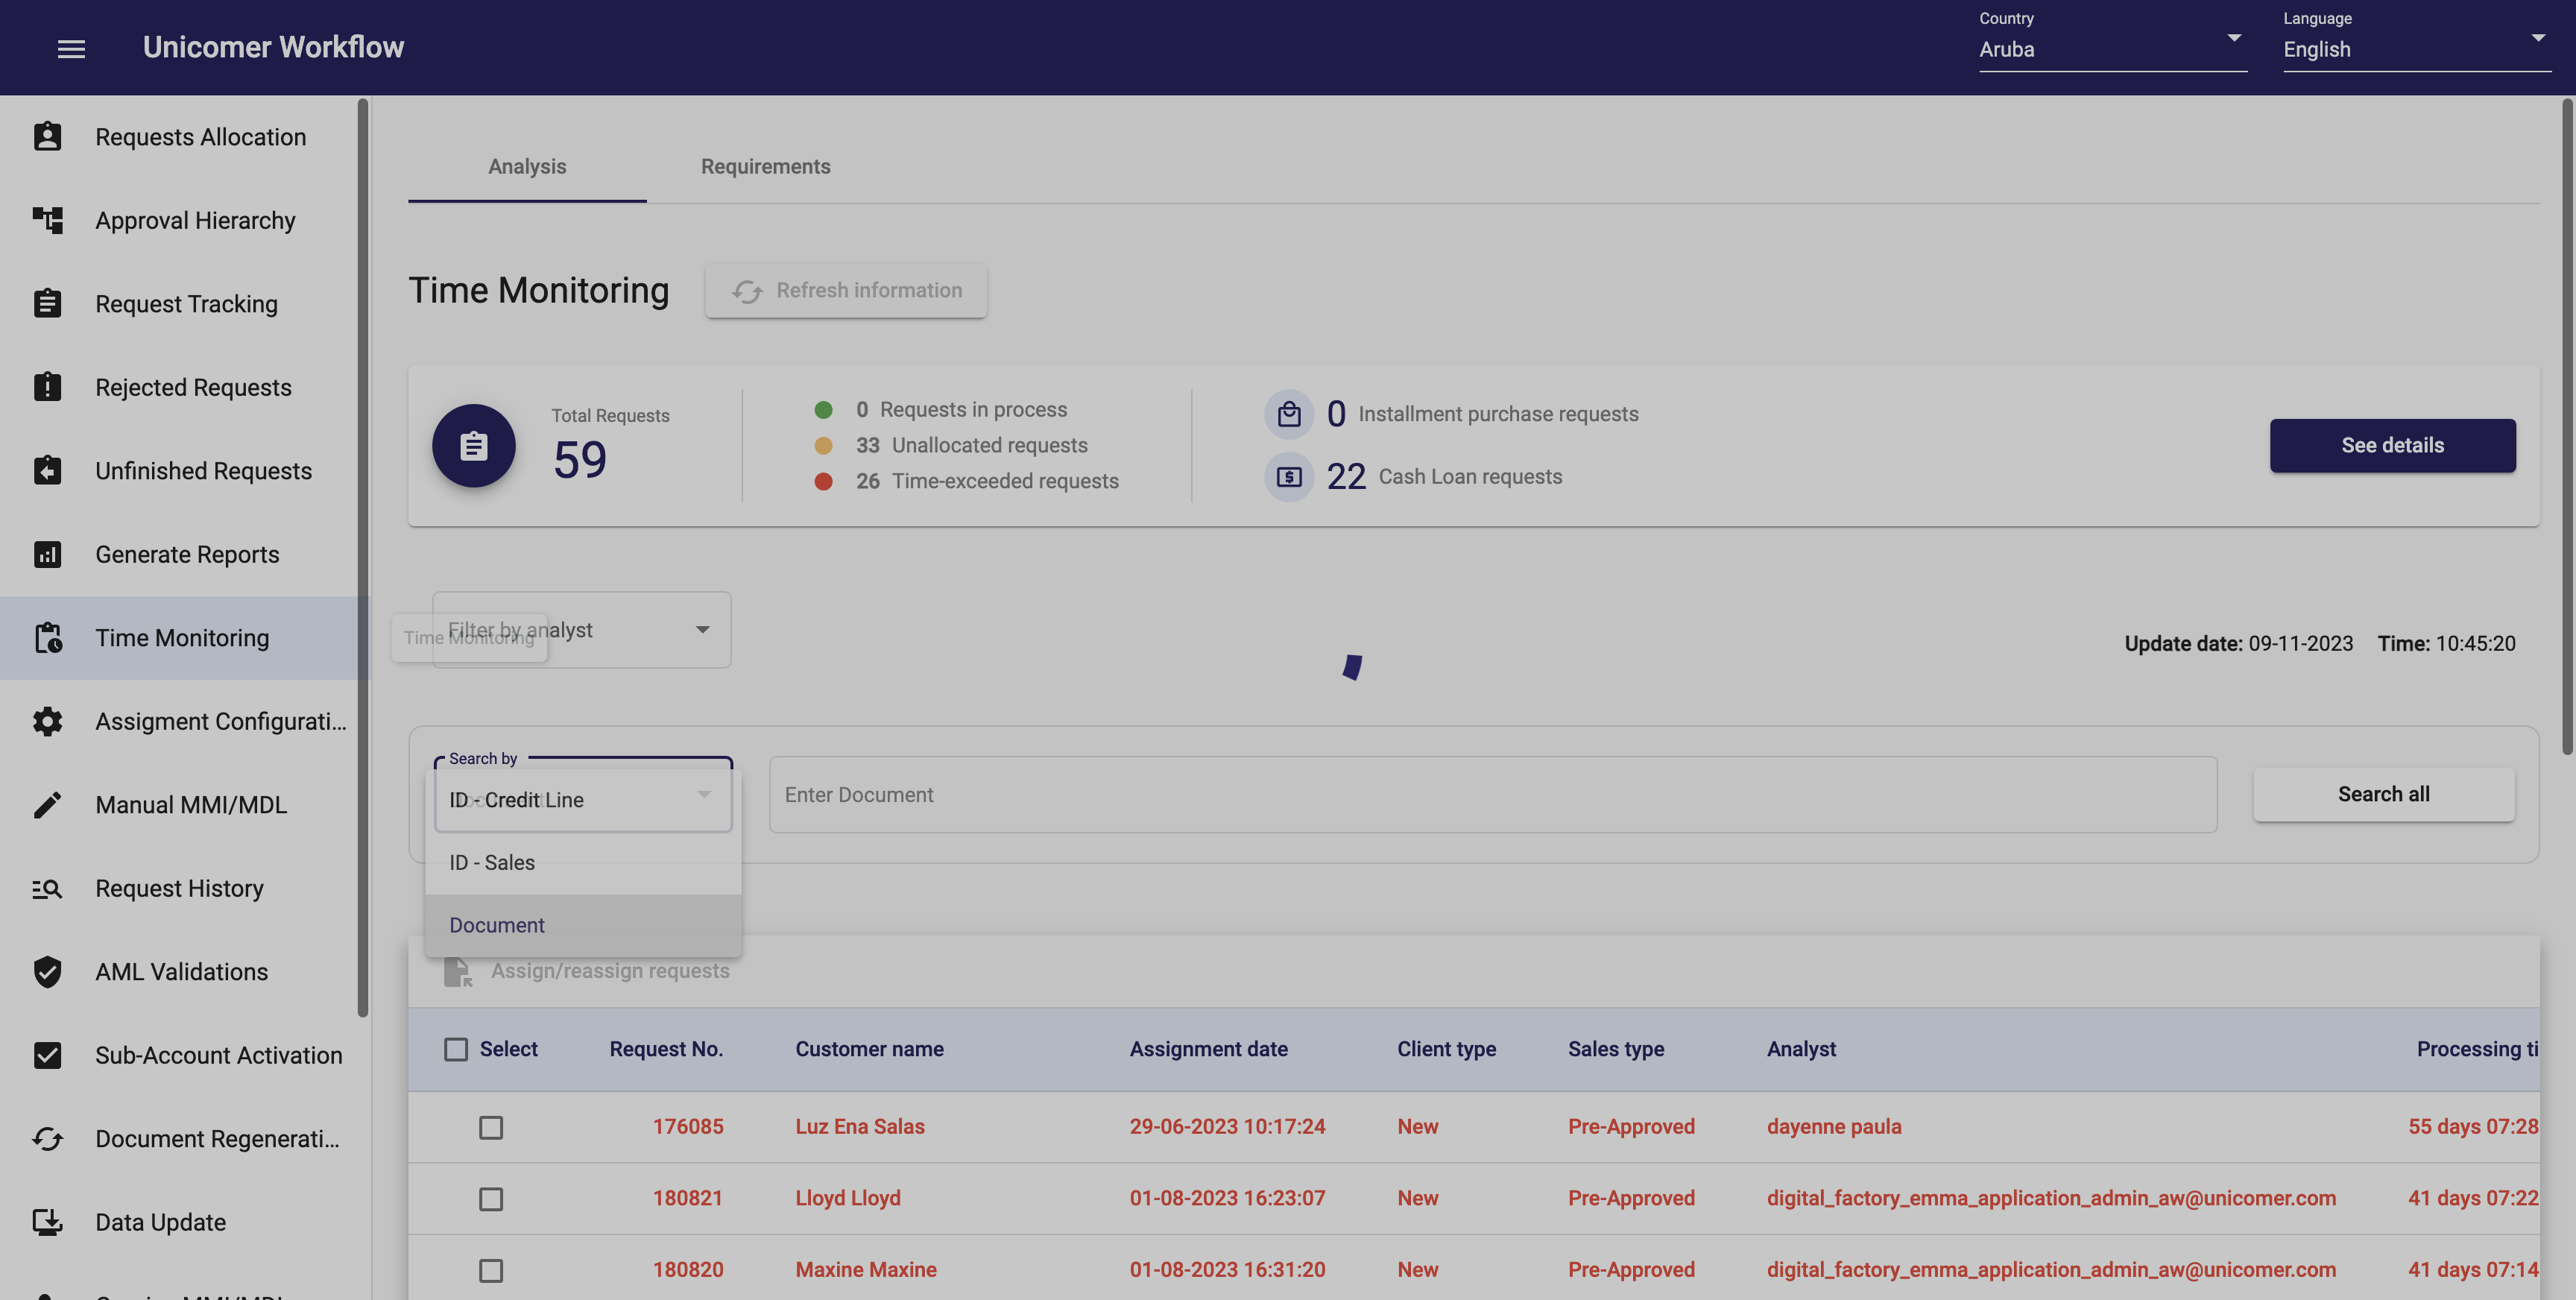 Unicomer Workflow
Country
Aruba
Language
English
Requests Allocation
Approval Hierarchy
Request Tracking
Rejected Requests
Unfinished Requests
Generate Reports
Time Monitoring
Assigment Configurati...
Manual MMI/MDL
Request History
AML Validations
Sub-Account Activation
Document Regenerati...
Data Update
Analysis
Requirements
Time Monitoring
Refresh information
Total Requests
59
0 Requests in process
33 Unallocated requests
26 Time-exceeded requests
0 Installment purchase requests
22 Cash Loan requests
See details
Filter by analyst
Time Monitoring
Update date: 09-11-2023 Time: 10:45:20
Search by
ID - Credit Line
ID - Sales
Document
Enter Document
Search all
Assign/reassign requests
Select Request No. Customer name Assignment date Client type Sales type Analyst Processing ti
176085 Luz Ena Salas 29-06-2023 10:17:24 New Pre-Approved dayenne paula 55 days 07:28
180821 Lloyd Lloyd 01-08-2023 16:23:07 New Pre-Approved digital_factory_emma_application_admin_aw@unicomer.com 41 days 07:22
180820 Maxine Maxine 01-08-2023 16:31:20 New Pre-Approved digital_factory_emma_application_admin_aw@unicomer.com 41 days 07:14